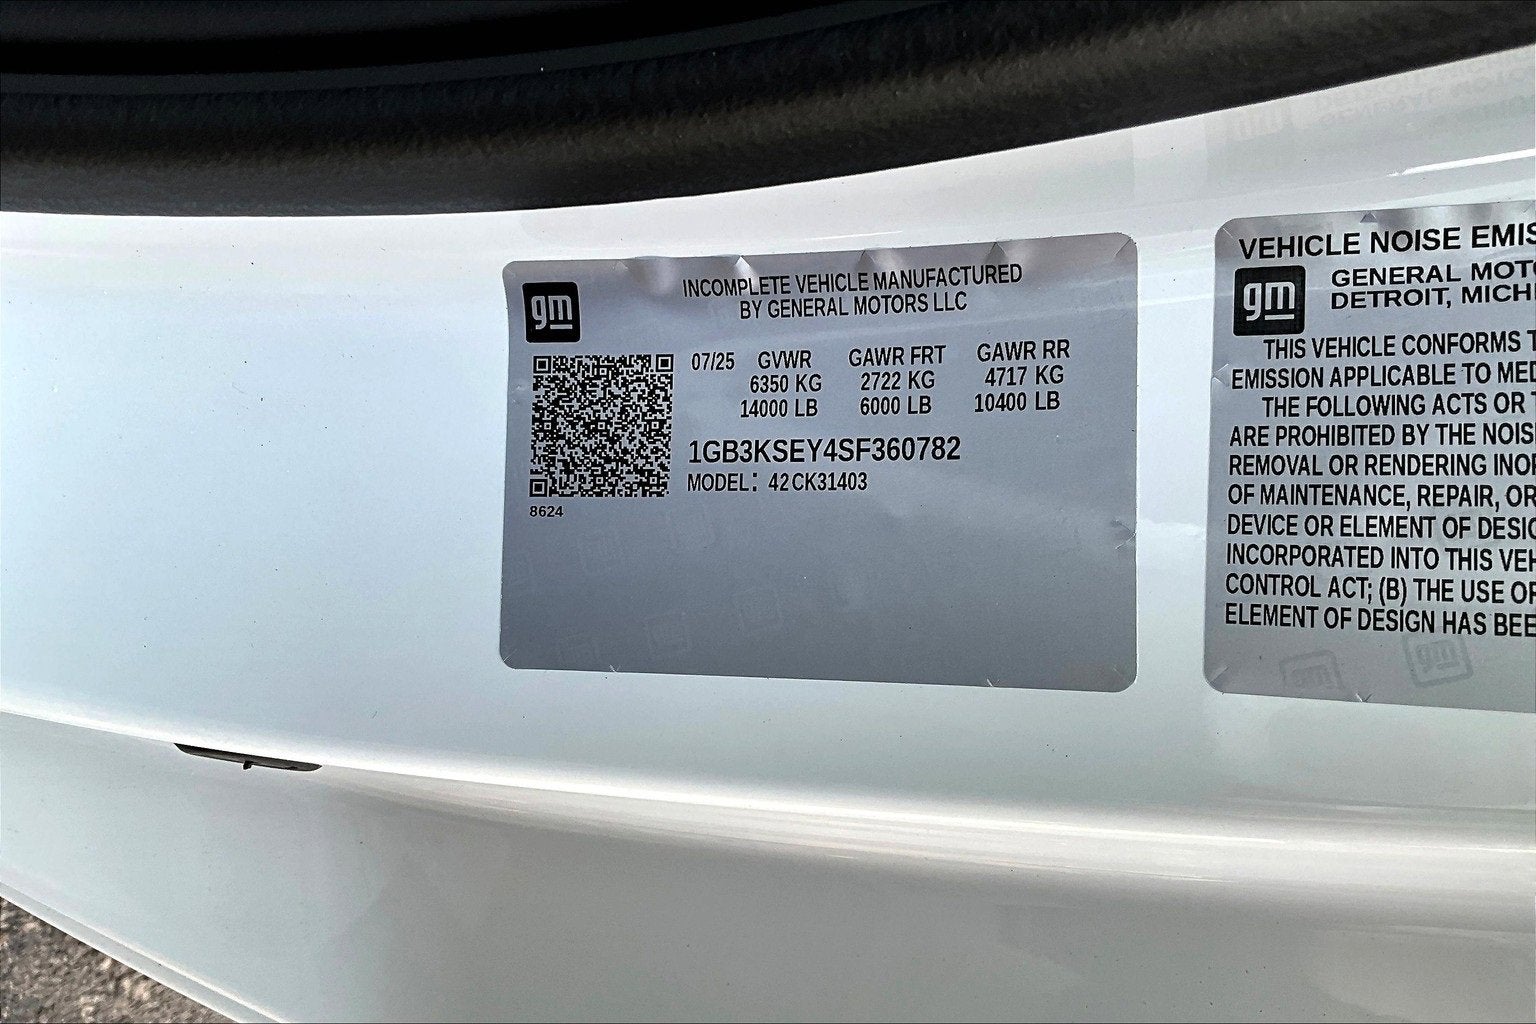 INCOMPLETE VEHICLE MANUFACTURED
BY GENERAL MOTORS LLC
gm
07/25 GVWR GAWR FRT GAWR RR
6350 KG 2722 KG 4717 KG
14000 LB 6000 LB 10400 LB
1GB3KSEY4SF360782
MODEL: 42CK31403
8624
VEHICLE NOISE EMIS
gm
GENERAL MOTO
DETROIT, MICH
THIS VEHICLE CONFORMS T
EMISSION APPLICABLE TO MED
THE FOLLOWING ACTS OR T
ARE PROHIBITED BY THE NOIS
REMOVAL OR RENDERING INOP
OF MAINTENANCE, REPAIR, OR
DEVICE OR ELEMENT OF DESIG
INCORPORATED INTO THIS VEH
CONTROL ACT; (B) THE USE OF
ELEMENT OF DESIGN HAS BEE